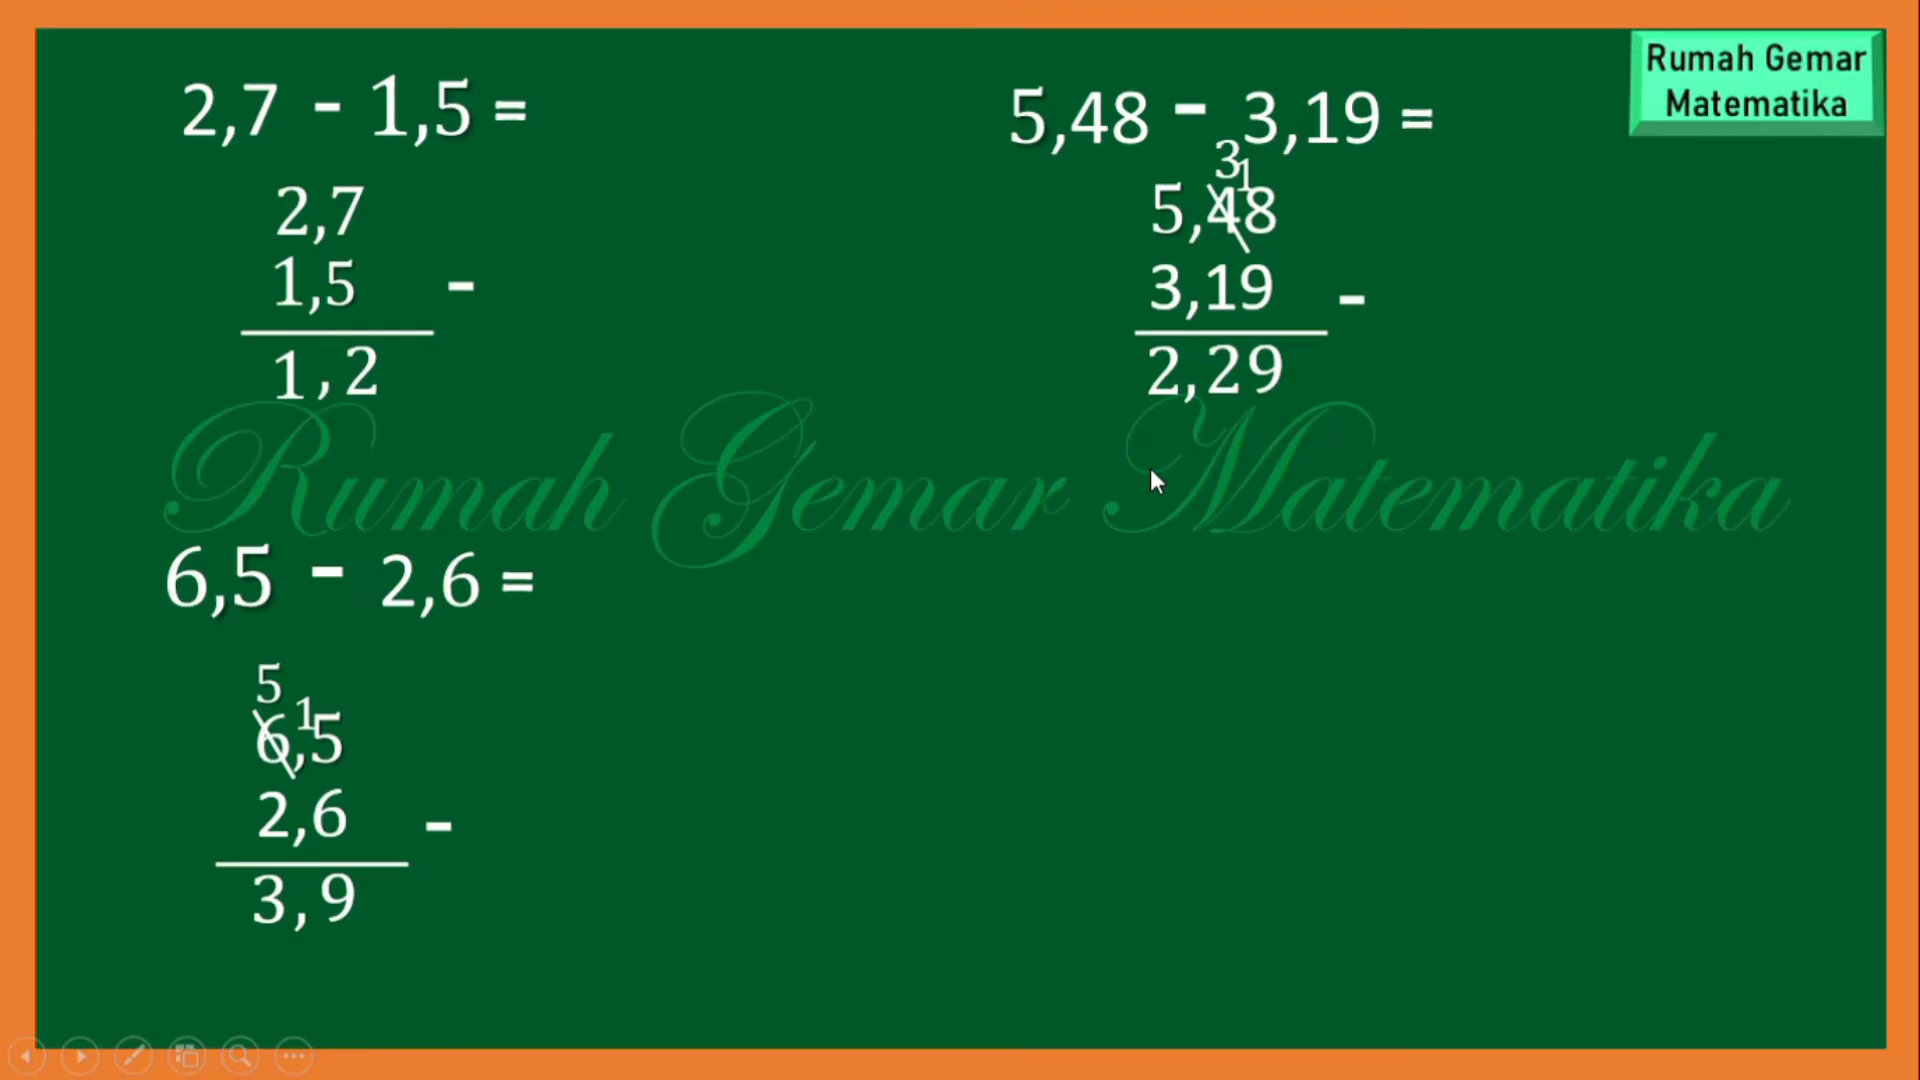 2,7 - 1,5 =
2,7
1,5 -
1,2
5,48 - 3,19 =
3 1
5,48
3,19 -
2,29
Rumah Gemar
Matematika
Rumah Gemar Matematika
6,5 - 2,6 =
5 1
6,5
2,6 -
3,9